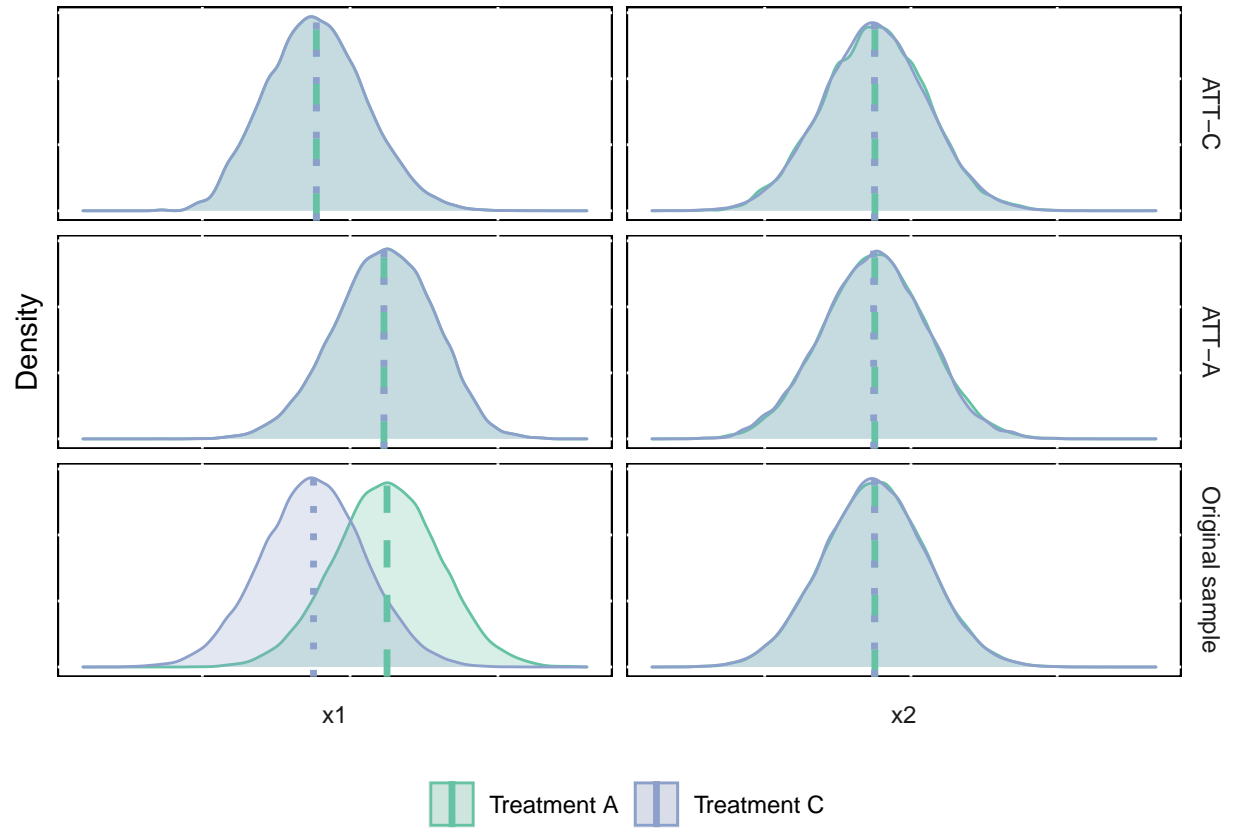 Density
ATT−C
ATT−A
Original sample
x1
x2
Treatment A
Treatment C